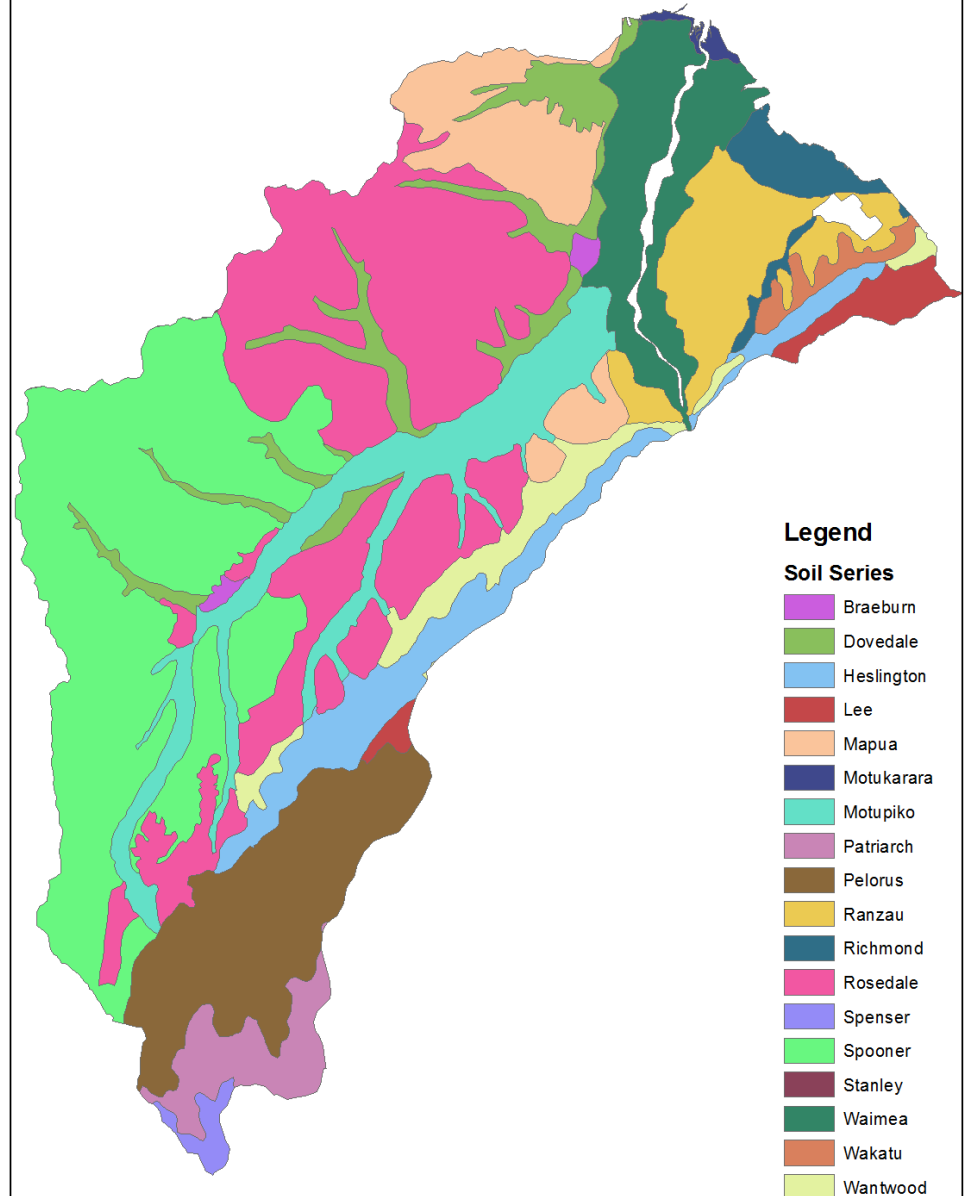 Legend
Soil Series
Braeburn
Dovedale
Heslington
Lee
Mapua
Motukarara
Motupiko
Patriarch
Pelorus
Ranzau
Richmond
Rosedale
Spenser
Spooner
Stanley
Waimea
Wakatu
Wantwood